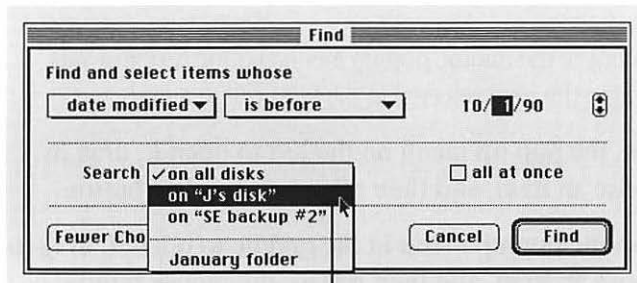 Find
Find and select items whose
date modified is before 10/1/90
Search ✓on all disks all at once
on "J's disk"
on "SE backup #2"
Fewer Cho Cancel Find
January folder